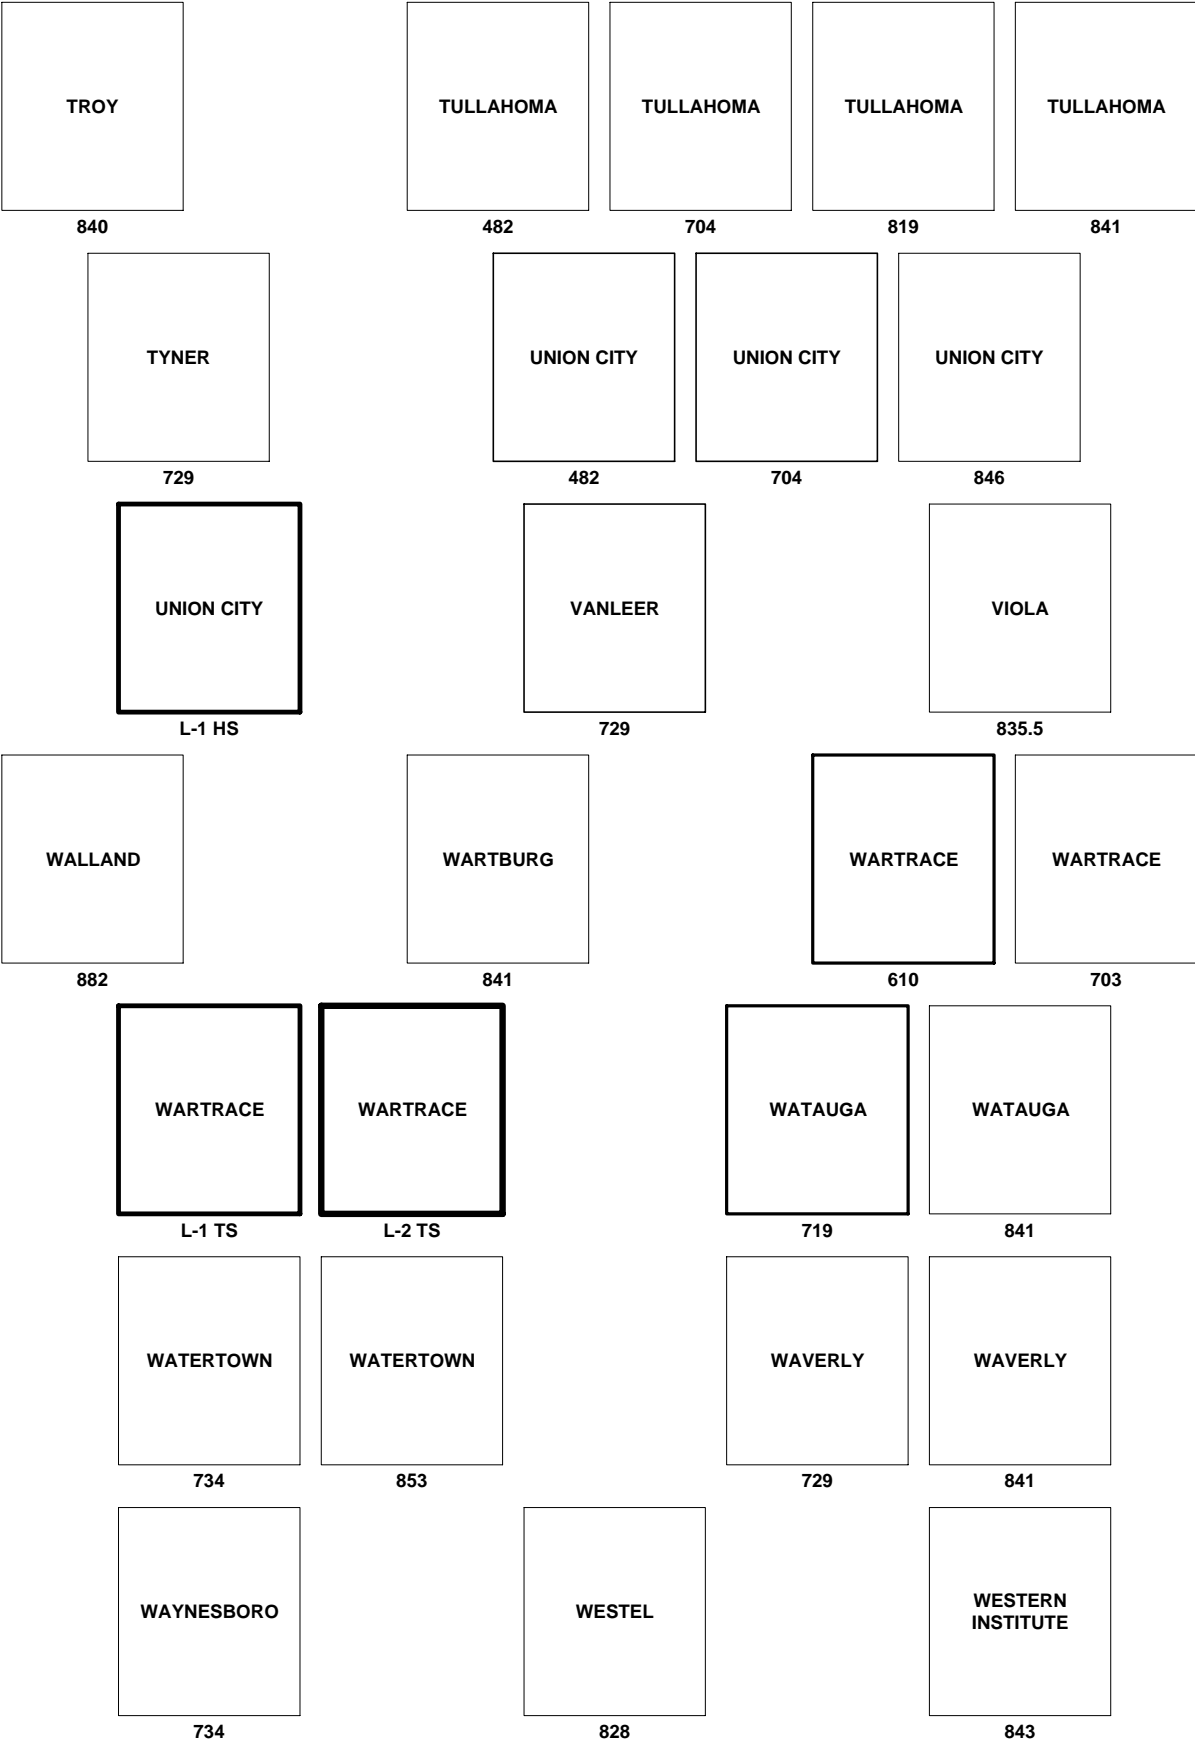 TROY
TULLAHOMA
TULLAHOMA
TULLAHOMA
TULLAHOMA
840
482
704
819
841
TYNER
UNION CITY
UNION CITY
UNION CITY
729
482
704
846
UNION CITY
VANLEER
VIOLA
L-1 HS
729
835.5
WALLAND
WARTBURG
WARTRACE
WARTRACE
882
841
610
703
WARTRACE
WARTRACE
WATAUGA
WATAUGA
L-1 TS
L-2 TS
719
841
WATERTOWN
WATERTOWN
WAVERLY
WAVERLY
734
853
729
841
WAYNESBORO
WESTEL
WESTERN
INSTITUTE
734
828
843